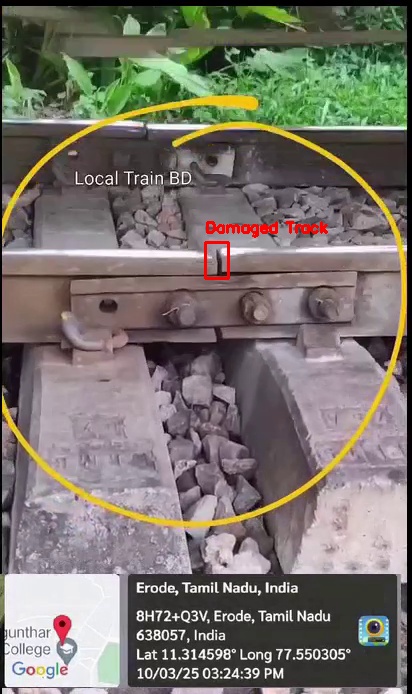 Local Train BD
Damaged Track
Erode, Tamil Nadu, India
8H72+Q3V, Erode, Tamil Nadu
638057, India
Lat 11.314598° Long 77.550305°
10/03/25 03:24:39 PM
gunthar
College
Google